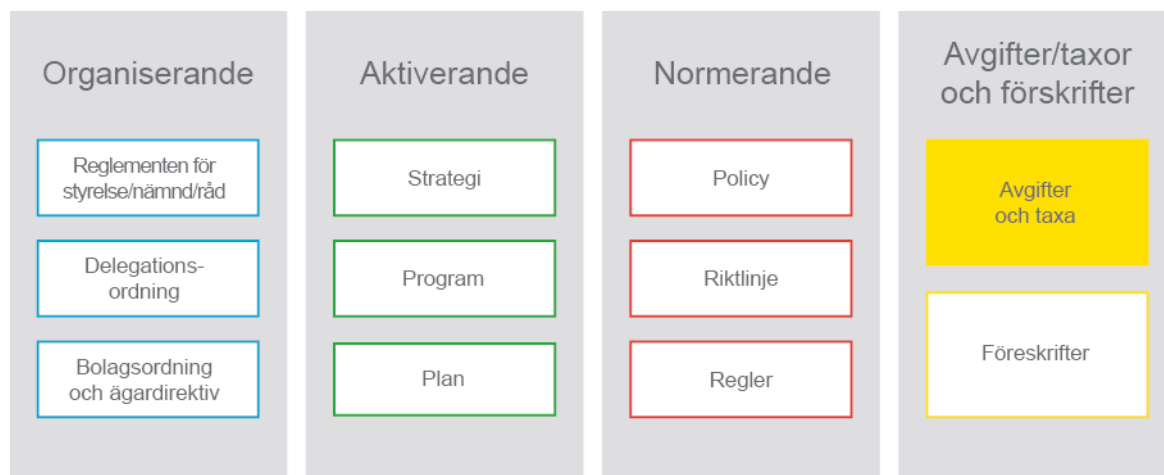 Organiserande
Reglementen för
styrelse/nämnd/råd
Delegations-
ordning
Bolagsordning
och ägardirektiv
Aktiverande
Strategi
Program
Plan
Normerande
Policy
Riktlinje
Regler
Avgifter/taxor
och förskrifter
Avgifter
och taxa
Föreskrifter